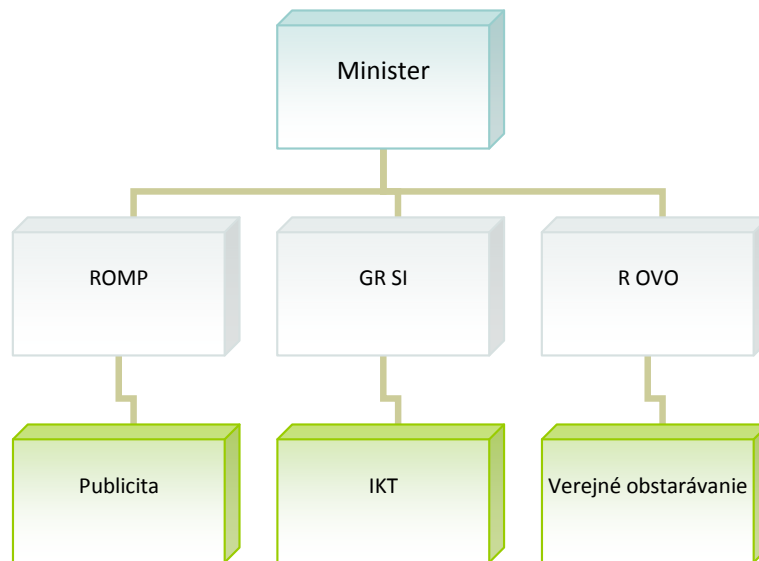 Minister
ROMP
GR SI
R OVO
Publicita
IKT
Verejné obstarávanie